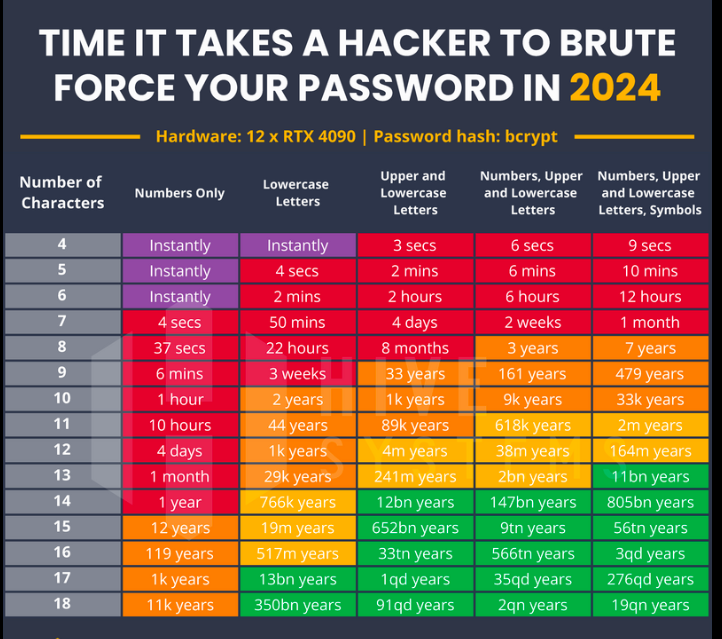 TIME IT TAKES A HACKER TO BRUTE
FORCE YOUR PASSWORD IN 2024
Hardware: 12 x RTX 4090 | Password hash: bcrypt
Number of Characters | Numbers Only | Lowercase Letters | Upper and Lowercase Letters | Numbers, Upper and Lowercase Letters | Numbers, Upper and Lowercase Letters, Symbols
4 | Instantly | Instantly | 3 secs | 6 secs | 9 secs
5 | Instantly | 4 secs | 2 mins | 6 mins | 10 mins
6 | Instantly | 2 mins | 2 hours | 6 hours | 12 hours
7 | 4 secs | 50 mins | 4 days | 2 weeks | 1 month
8 | 37 secs | 22 hours | 8 months | 3 years | 7 years
9 | 6 mins | 3 weeks | 33 years | 161 years | 479 years
10 | 1 hour | 2 years | 1k years | 9k years | 33k years
11 | 10 hours | 44 years | 89k years | 618k years | 2m years
12 | 4 days | 1k years | 4m years | 38m years | 164m years
13 | 1 month | 29k years | 241m years | 2bn years | 11bn years
14 | 1 year | 766k years | 12bn years | 147bn years | 805bn years
15 | 12 years | 19m years | 652bn years | 9tn years | 56tn years
16 | 119 years | 517m years | 33tn years | 566tn years | 3qd years
17 | 1k years | 13bn years | 1qd years | 35qd years | 276qd years
18 | 11k years | 350bn years | 91qd years | 2qn years | 19qn years
HIVE
SYSTEMS